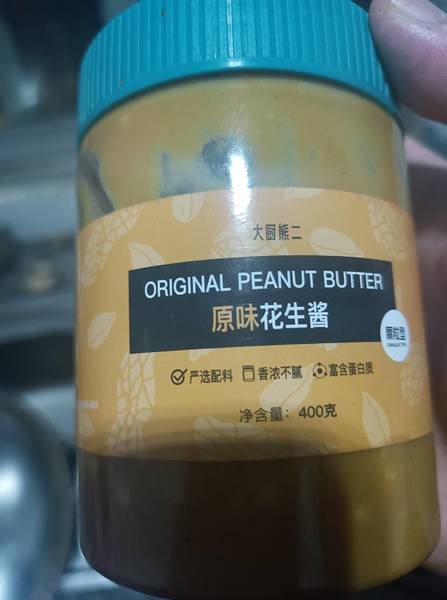 大厨熊二
ORIGINAL PEANUT BUTTER
原味花生酱
颗粒型
严选配料 香浓不腻 富含蛋白质
净含量: 400克